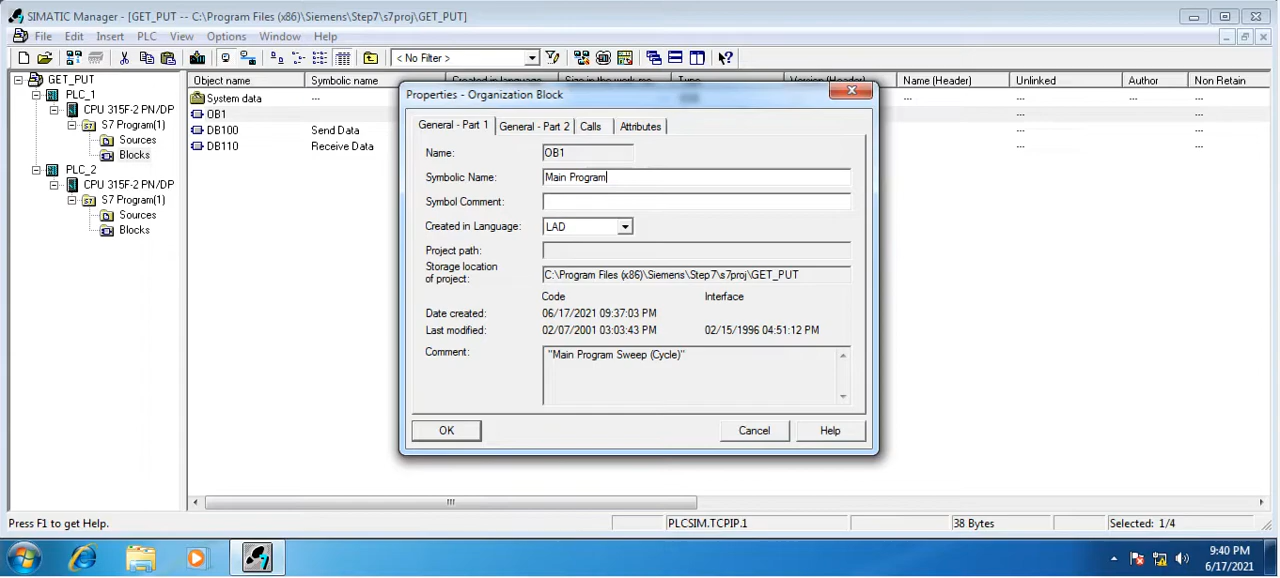 SIMATIC Manager - [GET_PUT -- C:\Program Files (x86)\Siemens\Step7\s7proj\GET_PUT]
File Edit Insert PLC View Options Window Help
< No Filter >
GET_PUT
PLC_1
CPU 315F-2 PN/DP
S7 Program(1)
Sources
Blocks
PLC_2
CPU 315F-2 PN/DP
S7 Program(1)
Sources
Blocks
Object name Symbolic name Type Name (Header) Unlinked Author Non Retain
System data --- --- --- --- ---
OB1 --- ---
DB100 Send Data --- ---
DB110 Receive Data --- ---
Properties - Organization Block
General - Part 1 General - Part 2 Calls Attributes
Name: OB1
Symbolic Name: Main Program
Symbol Comment:
Created in Language: LAD
Project path:
Storage location
of project: C:\Program Files (x86)\Siemens\Step7\s7proj\GET_PUT
Code Interface
Date created: 06/17/2021 09:37:03 PM
Last modified: 02/07/2001 03:03:43 PM 02/15/1996 04:51:12 PM
Comment: "Main Program Sweep (Cycle)"
OK Cancel Help
Press F1 to get Help. PLCSIM.TCPIP.1 38 Bytes Selected: 1/4
9:40 PM
6/17/2021